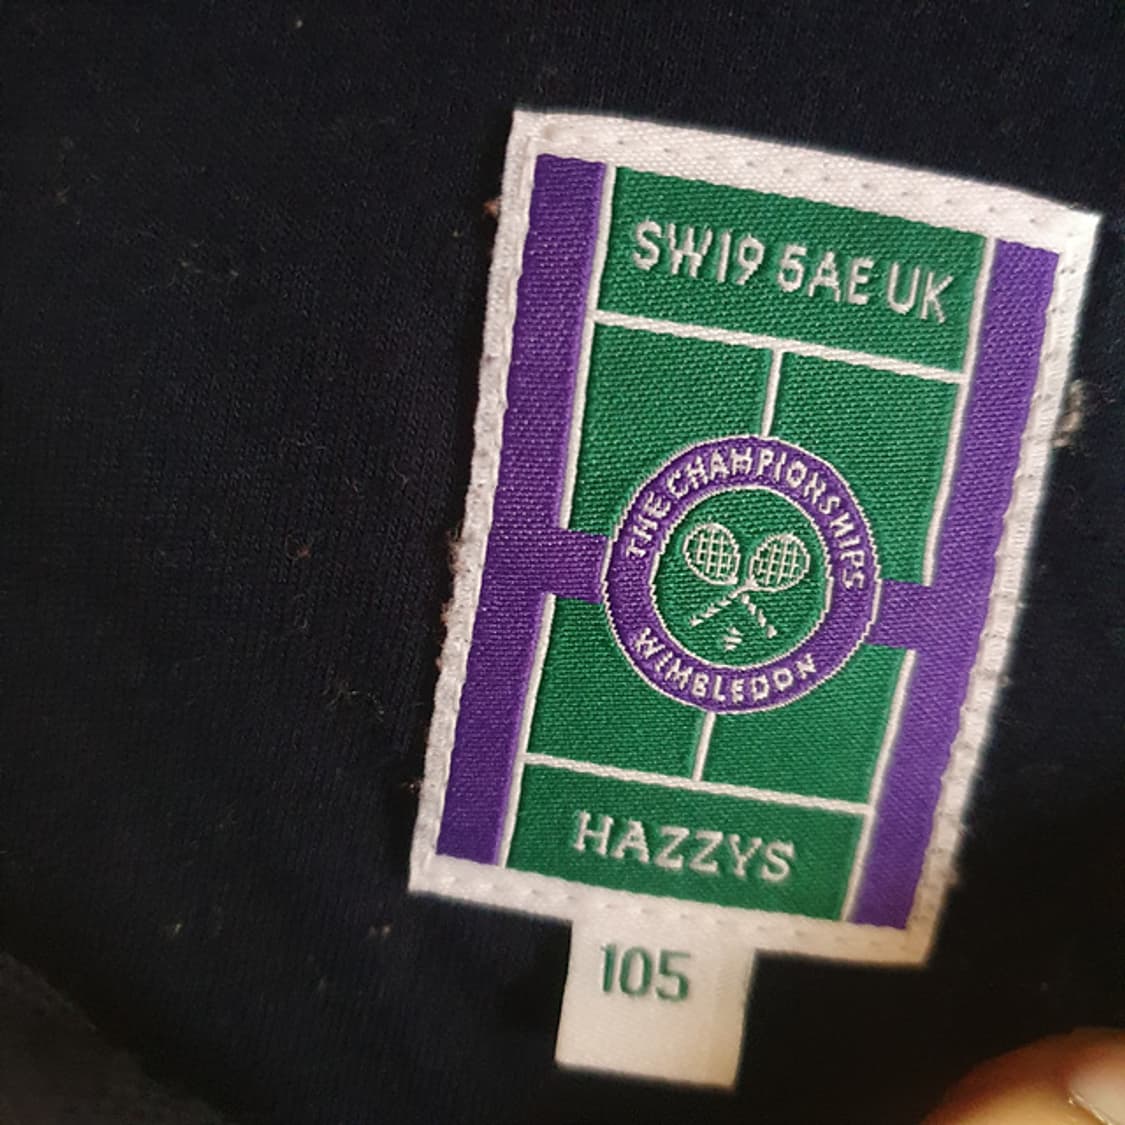 SW19 5AE UK
THE CHAMPIONSHIPS
WIMBLEDON
HAZZYS
105